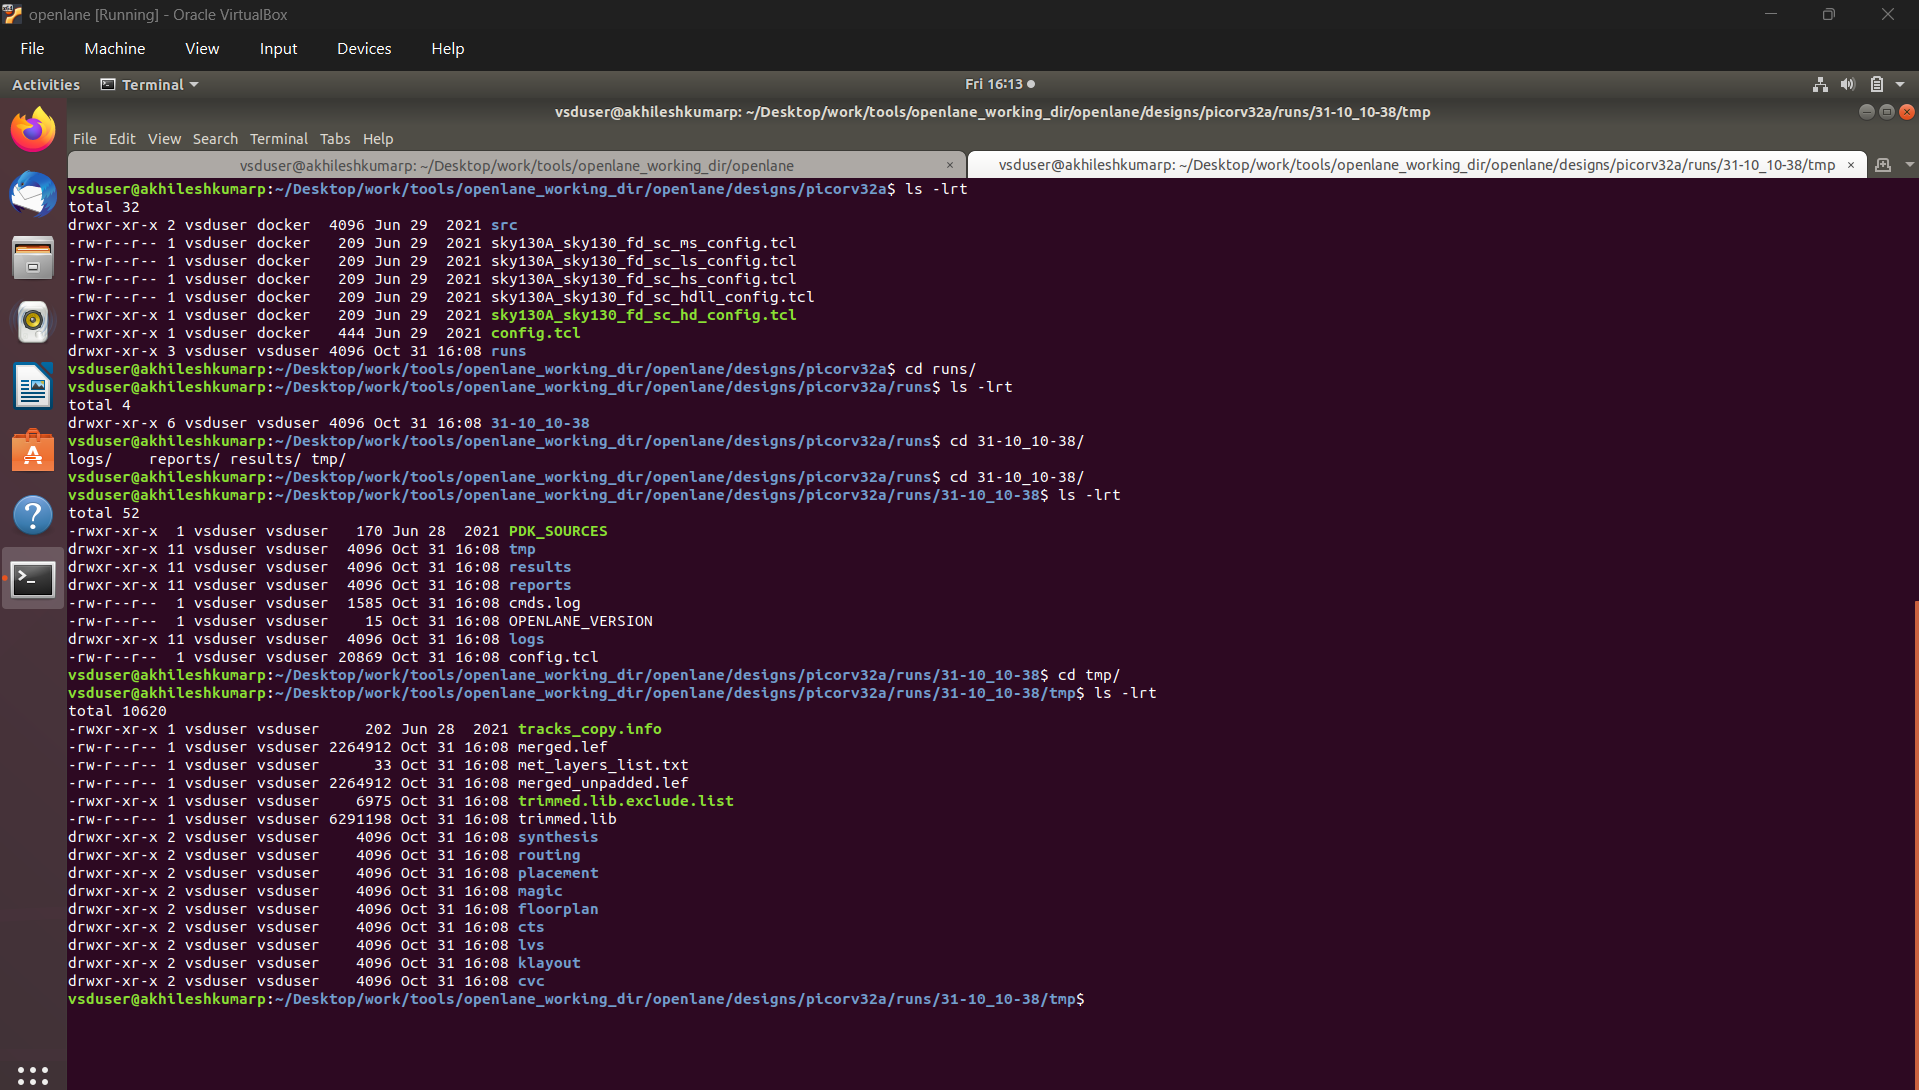 openlane [Running] - Oracle VirtualBox
File Machine View Input Devices Help
Activities Terminal Fri 16:13
vsduser@akhileshkumarp: ~/Desktop/work/tools/openlane_working_dir/openlane/designs/picorv32a/runs/31-10_10-38/tmp
File Edit View Search Terminal Tabs Help
vsduser@akhileshkumarp: ~/Desktop/work/tools/openlane_working_dir/openlane × vsduser@akhileshkumarp: ~/Desktop/work/tools/openlane_working_dir/openlane/designs/picorv32a/runs/31-10_10-38/tmp ×
vsduser@akhileshkumarp:~/Desktop/work/tools/openlane_working_dir/openlane/designs/picorv32a$ ls -lrt
total 32
drwxr-xr-x 2 vsduser docker  4096 Jun 29  2021 src
-rw-r--r-- 1 vsduser docker   209 Jun 29  2021 sky130A_sky130_fd_sc_ms_config.tcl
-rw-r--r-- 1 vsduser docker   209 Jun 29  2021 sky130A_sky130_fd_sc_ls_config.tcl
-rw-r--r-- 1 vsduser docker   209 Jun 29  2021 sky130A_sky130_fd_sc_hs_config.tcl
-rw-r--r-- 1 vsduser docker   209 Jun 29  2021 sky130A_sky130_fd_sc_hdll_config.tcl
-rwxr-xr-x 1 vsduser docker   209 Jun 29  2021 sky130A_sky130_fd_sc_hd_config.tcl
-rwxr-xr-x 1 vsduser docker   444 Jun 29  2021 config.tcl
drwxr-xr-x 3 vsduser vsduser 4096 Oct 31 16:08 runs
vsduser@akhileshkumarp:~/Desktop/work/tools/openlane_working_dir/openlane/designs/picorv32a$ cd runs/
vsduser@akhileshkumarp:~/Desktop/work/tools/openlane_working_dir/openlane/designs/picorv32a/runs$ ls -lrt
total 4
drwxr-xr-x 6 vsduser vsduser 4096 Oct 31 16:08 31-10_10-38
vsduser@akhileshkumarp:~/Desktop/work/tools/openlane_working_dir/openlane/designs/picorv32a/runs$ cd 31-10_10-38/
logs/    reports/ results/ tmp/
vsduser@akhileshkumarp:~/Desktop/work/tools/openlane_working_dir/openlane/designs/picorv32a/runs$ cd 31-10_10-38/
vsduser@akhileshkumarp:~/Desktop/work/tools/openlane_working_dir/openlane/designs/picorv32a/runs/31-10_10-38$ ls -lrt
total 52
-rwxr-xr-x  1 vsduser vsduser   170 Jun 28  2021 PDK_SOURCES
drwxr-xr-x 11 vsduser vsduser  4096 Oct 31 16:08 tmp
drwxr-xr-x 11 vsduser vsduser  4096 Oct 31 16:08 results
drwxr-xr-x 11 vsduser vsduser  4096 Oct 31 16:08 reports
-rw-r--r--  1 vsduser vsduser  1585 Oct 31 16:08 cmds.log
-rw-r--r--  1 vsduser vsduser    15 Oct 31 16:08 OPENLANE_VERSION
drwxr-xr-x 11 vsduser vsduser  4096 Oct 31 16:08 logs
-rw-r--r--  1 vsduser vsduser 20869 Oct 31 16:08 config.tcl
vsduser@akhileshkumarp:~/Desktop/work/tools/openlane_working_dir/openlane/designs/picorv32a/runs/31-10_10-38$ cd tmp/
vsduser@akhileshkumarp:~/Desktop/work/tools/openlane_working_dir/openlane/designs/picorv32a/runs/31-10_10-38/tmp$ ls -lrt
total 10620
-rwxr-xr-x 1 vsduser vsduser     202 Jun 28  2021 tracks_copy.info
-rw-r--r-- 1 vsduser vsduser 2264912 Oct 31 16:08 merged.lef
-rw-r--r-- 1 vsduser vsduser      33 Oct 31 16:08 met_layers_list.txt
-rw-r--r-- 1 vsduser vsduser 2264912 Oct 31 16:08 merged_unpadded.lef
-rwxr-xr-x 1 vsduser vsduser    6975 Oct 31 16:08 trimmed.lib.exclude.list
-rw-r--r-- 1 vsduser vsduser 6291198 Oct 31 16:08 trimmed.lib
drwxr-xr-x 2 vsduser vsduser    4096 Oct 31 16:08 synthesis
drwxr-xr-x 2 vsduser vsduser    4096 Oct 31 16:08 routing
drwxr-xr-x 2 vsduser vsduser    4096 Oct 31 16:08 placement
drwxr-xr-x 2 vsduser vsduser    4096 Oct 31 16:08 magic
drwxr-xr-x 2 vsduser vsduser    4096 Oct 31 16:08 floorplan
drwxr-xr-x 2 vsduser vsduser    4096 Oct 31 16:08 cts
drwxr-xr-x 2 vsduser vsduser    4096 Oct 31 16:08 lvs
drwxr-xr-x 2 vsduser vsduser    4096 Oct 31 16:08 klayout
drwxr-xr-x 2 vsduser vsduser    4096 Oct 31 16:08 cvc
vsduser@akhileshkumarp:~/Desktop/work/tools/openlane_working_dir/openlane/designs/picorv32a/runs/31-10_10-38/tmp$